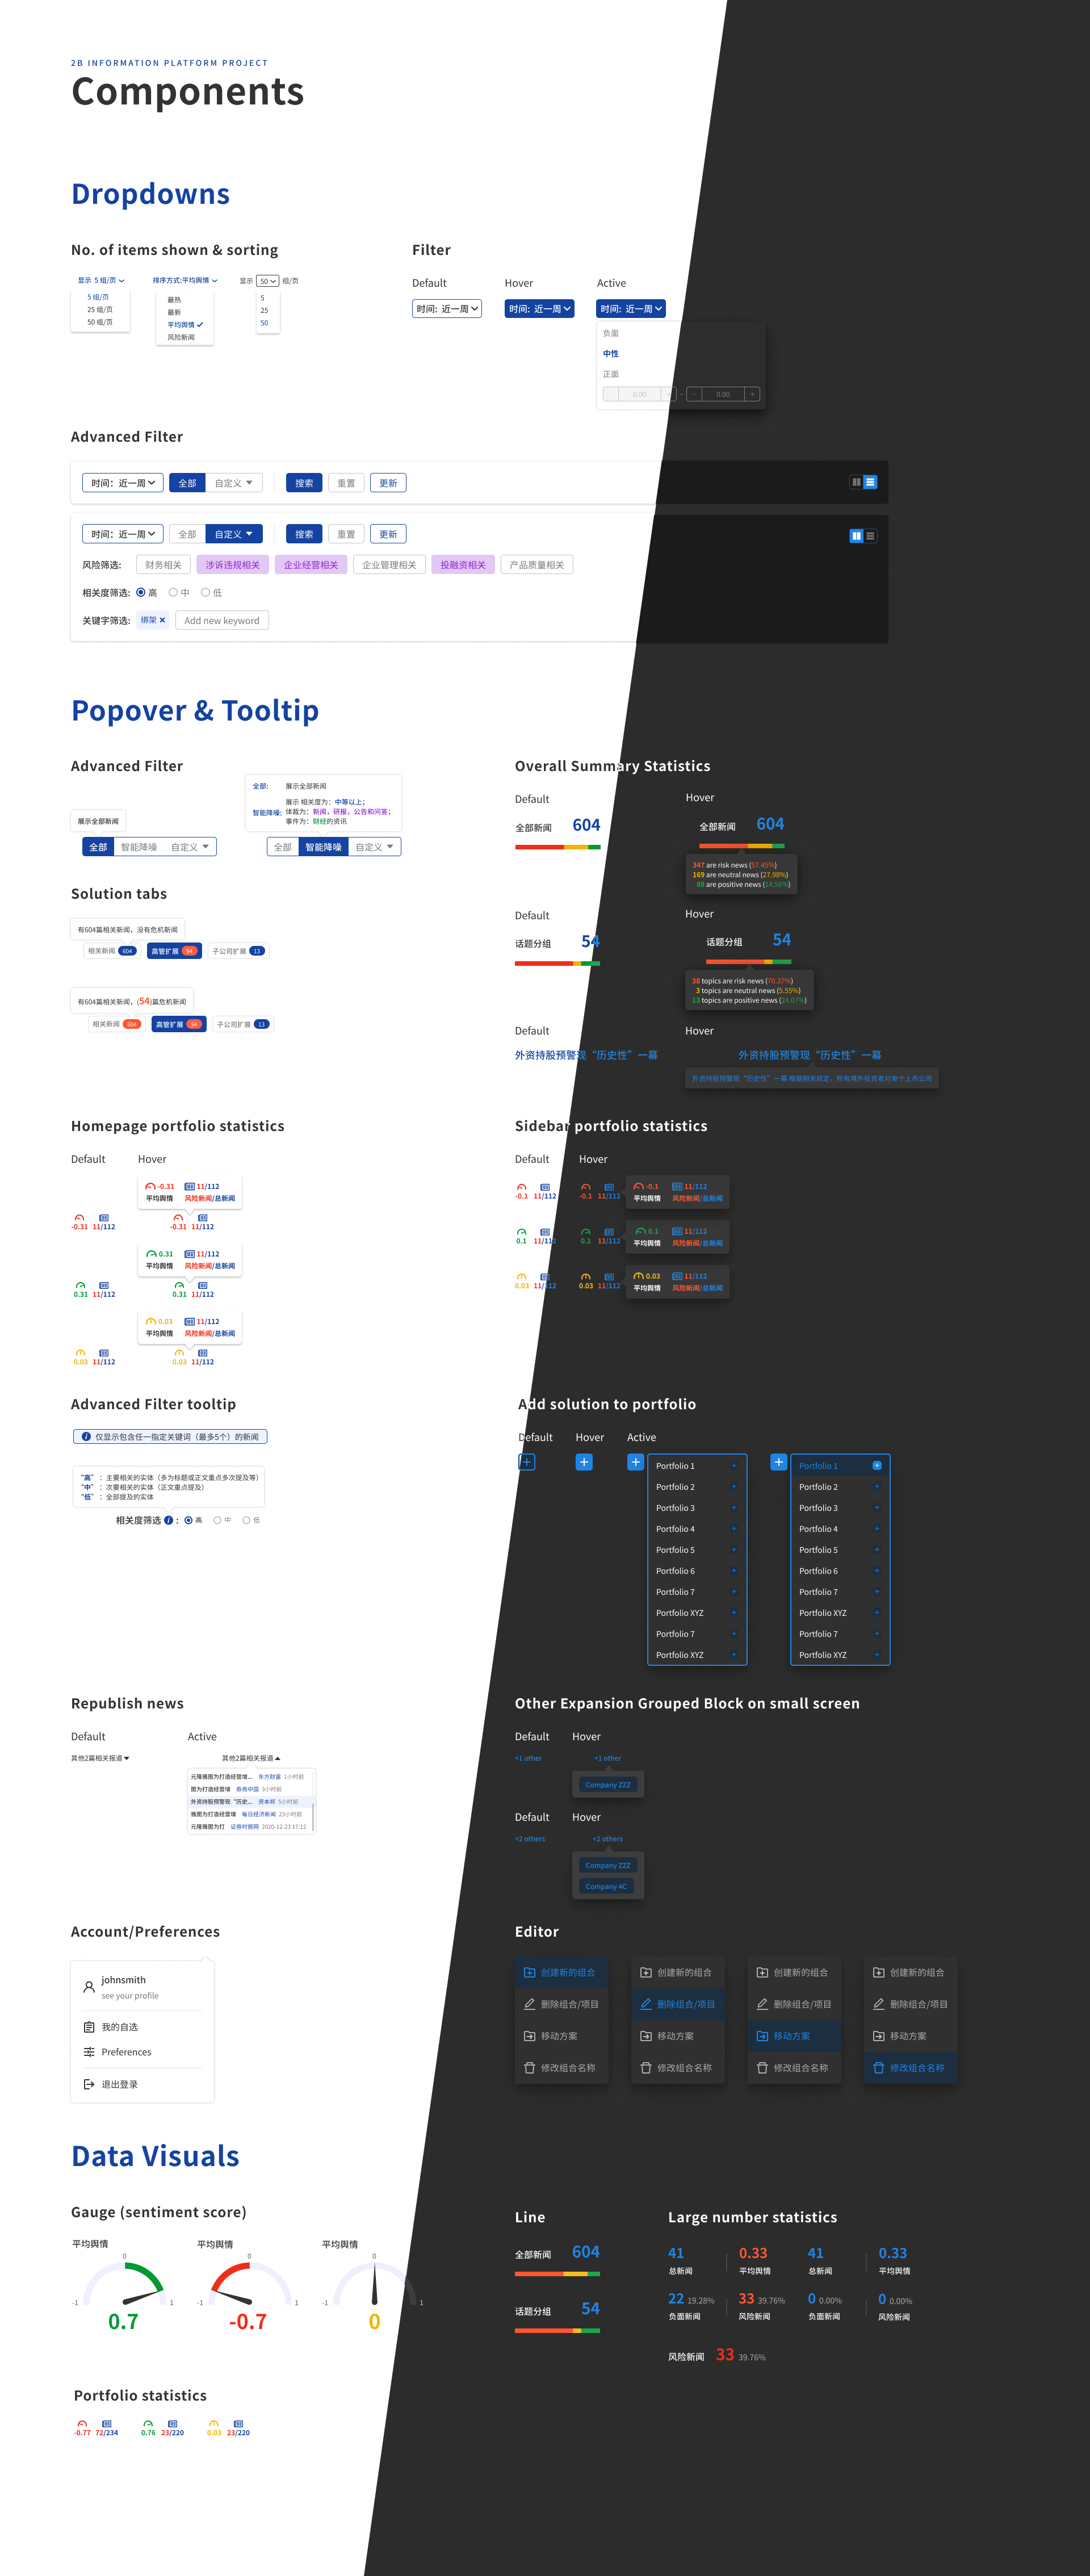 2B INFORMATION PLATFORM PROJECT
Components
Dropdowns
No. of items shown & sorting
显示 5 组/页
5 组/页
25 组/页
50 组/页
排序方式:平均舆情
最热
最新
平均舆情
风险新闻
显示 50 组/页
5
25
50
Filter
Default
Hover
Active
时间: 近一周
时间: 近一周
时间: 近一周
负面
中性
正面
- 0.00 + - - 0.00 +
Advanced Filter
时间: 近一周 全部 自定义 搜索 重置 更新
时间: 近一周 全部 自定义 搜索 重置 更新
风险筛选: 财务相关 涉诉违规相关 企业经营相关 企业管理相关 投融资相关 产品质量相关
相关度筛选: 高 中 低
关键字筛选: 绑架 × Add new keyword
Popover & Tooltip
Advanced Filter
展示全部新闻
全部 智能降噪 自定义
全部: 展示全部新闻
智能降噪: 展示 相关度为: 中等以上;
体裁为: 新闻, 研报, 公告和问答;
事件为: 财经的资讯
全部 智能降噪 自定义
Solution tabs
有604篇相关新闻, 没有危机新闻
相关新闻 604 高管扩展 94 子公司扩展 13
有604篇相关新闻, (54)篇危机新闻
相关新闻 604 高管扩展 94 子公司扩展 13
Overall Summary Statistics
Default
全部新闻 604
Hover
全部新闻 604
347 are risk news (57.45%)
169 are neutral news (27.98%)
88 are positive news (14.56%)
Default
话题分组 54
Hover
话题分组 54
38 topics are risk news (70.37%)
3 topics are neutral news (5.55%)
13 topics are positive news (24.07%)
Default
外资持股预警现“历史性”一幕
Hover
外资持股预警现“历史性”一幕
外资持股预警现“历史性”一幕 根据相关规定, 所有境外投资者对单个上市公司
Homepage portfolio statistics
Default
Hover
-0.31 11/112
平均舆情 风险新闻/总新闻
-0.31 11/112
-0.31 11/112
0.31 11/112
平均舆情 风险新闻/总新闻
0.31 11/112
0.31 11/112
0.03 11/112
平均舆情 风险新闻/总新闻
0.03 11/112
0.03 11/112
Sidebar portfolio statistics
Default
Hover
-0.1 11/112
-0.1 11/112
-0.1 11/112
平均舆情 风险新闻/总新闻
0.1 11/112
0.1 11/112
0.1 11/112
平均舆情 风险新闻/总新闻
0.03 11/112
0.03 11/112
0.03 11/112
平均舆情 风险新闻/总新闻
Advanced Filter tooltip
i 仅显示包含任一指定关键词（最多5个）的新闻
“高” : 主要相关的实体（多为标题或正文重点多次提及等）
“中” : 次要相关的实体（正文重点提及）
“低” : 全部提及的实体
相关度筛选 i : 高 中 低
Add solution to portfolio
Default
Hover
Active
Portfolio 1
Portfolio 2
Portfolio 3
Portfolio 4
Portfolio 5
Portfolio 6
Portfolio 7
Portfolio XYZ
Portfolio 7
Portfolio XYZ
Portfolio 1
Portfolio 2
Portfolio 3
Portfolio 4
Portfolio 5
Portfolio 6
Portfolio 7
Portfolio XYZ
Portfolio 7
Portfolio XYZ
Republish news
Default
Active
其他2篇相关报道
其他2篇相关报道
元隆雅图为打造经营增... 东方财富 1小时前
图为打造经营增 券商中国 3小时前
外资持股预警现“历史... 资本邦 5小时前
雅图为打造经营增 每日经济新闻 23小时前
元隆雅图为打 证券时报网 2020-12-23 17:12
Other Expansion Grouped Block on small screen
Default
Hover
+1 other
+1 other
Company ZZZ
Default
Hover
+2 others
+2 others
Company ZZZ
Company 4C
Account/Preferences
johnsmith
see your profile
我的自选
Preferences
退出登录
Editor
创建新的组合
删除组合/项目
移动方案
修改组合名称
创建新的组合
删除组合/项目
移动方案
修改组合名称
创建新的组合
删除组合/项目
移动方案
修改组合名称
创建新的组合
删除组合/项目
移动方案
修改组合名称
Data Visuals
Gauge (sentiment score)
平均舆情
0
-1 1
0.7
平均舆情
0
-1 1
-0.7
平均舆情
0
-1 1
0
Line
全部新闻 604
话题分组 54
Large number statistics
41
总新闻
0.33
平均舆情
41
总新闻
0.33
平均舆情
22 19.28%
负面新闻
33 39.76%
风险新闻
0 0.00%
负面新闻
0 0.00%
风险新闻
风险新闻 33 39.76%
Portfolio statistics
-0.77 72/234
0.76 23/220
0.03 23/220